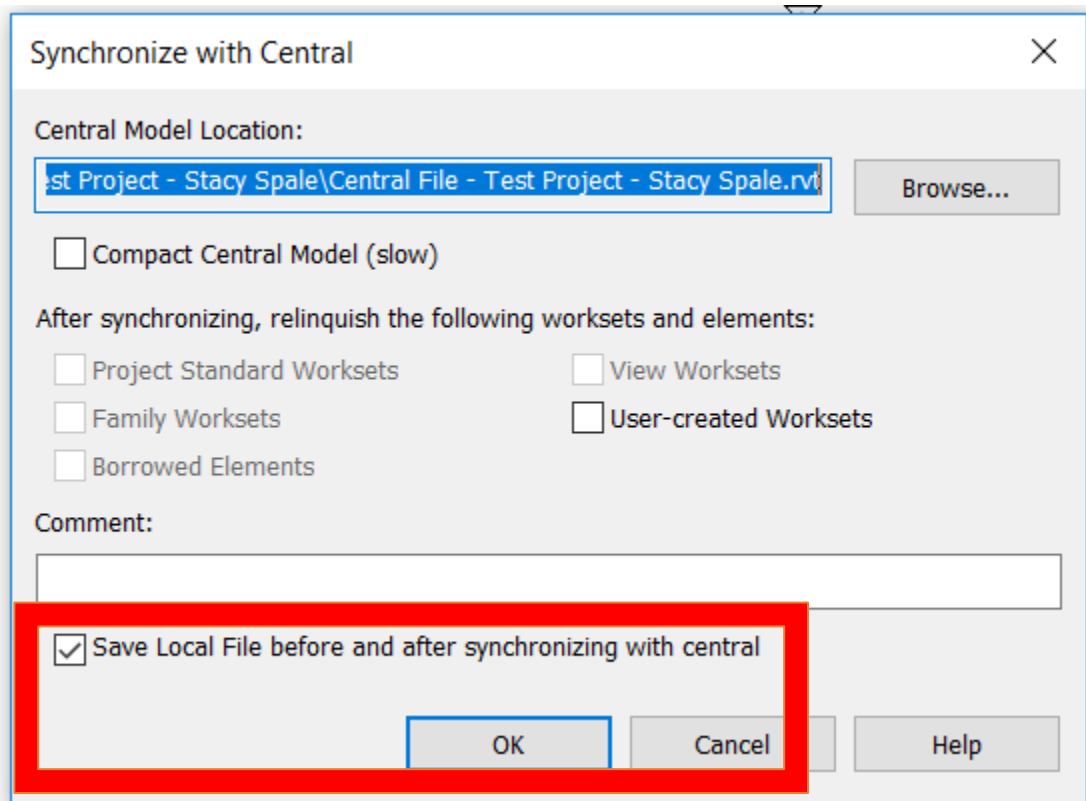 Synchronize with Central
Central Model Location:
est Project - Stacy Spale\Central File - Test Project - Stacy Spale.rvt
Browse...
Compact Central Model (slow)
After synchronizing, relinquish the following worksets and elements:
Project Standard Worksets
View Worksets
Family Worksets
User-created Worksets
Borrowed Elements
Comment:
Save Local File before and after synchronizing with central
OK
Cancel
Help